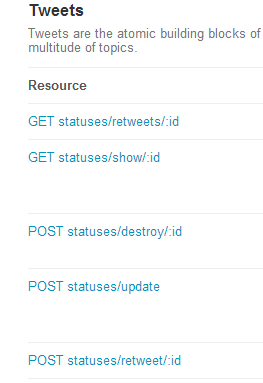 Tweets
Tweets are the atomic building blocks of
multitude of topics.
Resource
GET statuses/retweets/:id
GET statuses/show/:id
POST statuses/destroy/:id
POST statuses/update
POST statuses/retweet/:id